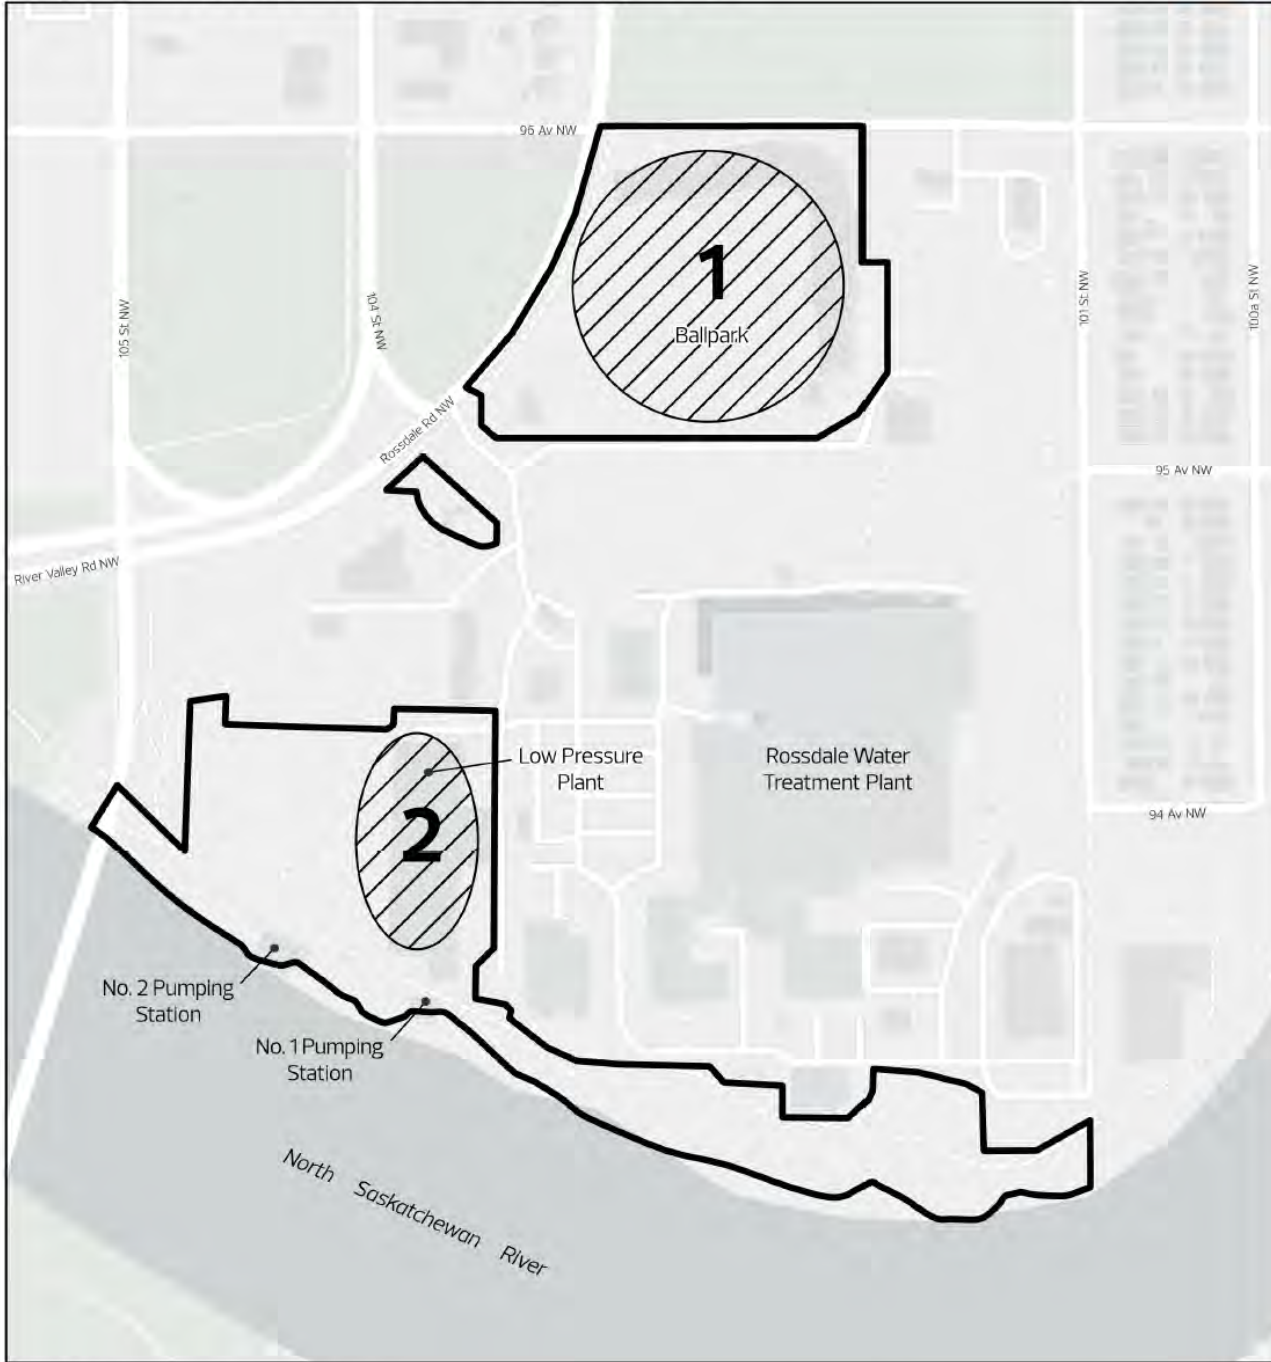 96 Av NW
1
Ballpark
105 St NW
104 St NW
101 St NW
100a St NW
Rossdale Rd NW
95 Av NW
River Valley Rd NW
Low Pressure
Plant
Rossdale Water
Treatment Plant
2
94 Av NW
No. 2 Pumping
Station
No. 1 Pumping
Station
North Saskatchewan River